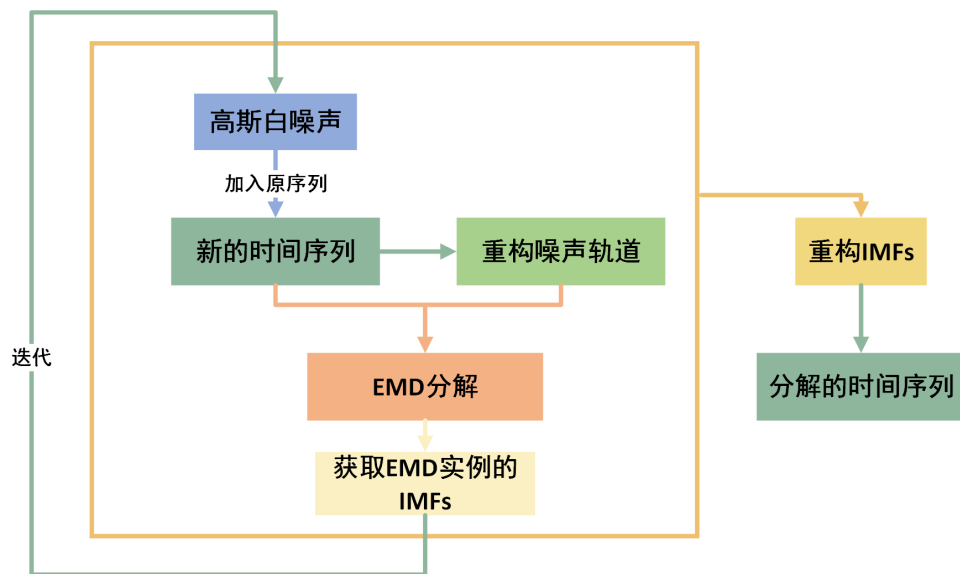 高斯白噪声
加入原序列
新的时间序列
重构噪声轨道
重构IMFs
迭代
EMD分解
分解的时间序列
获取EMD实例的
IMFs